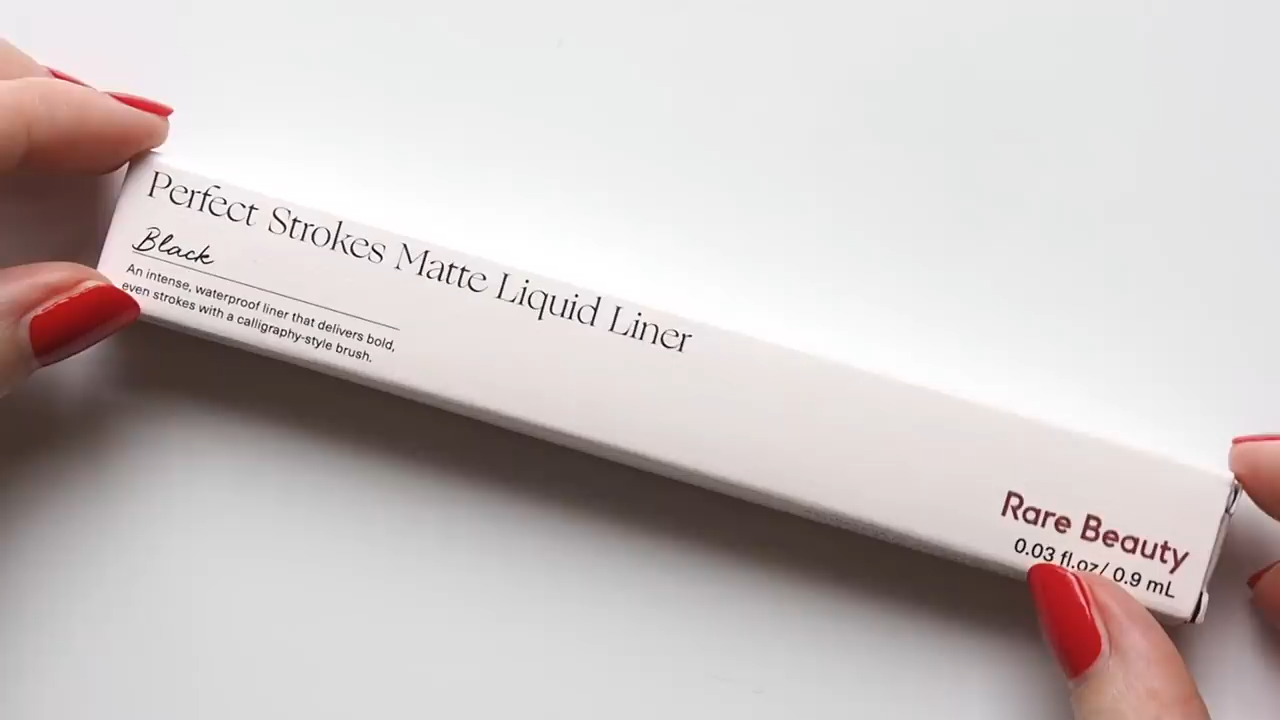 Perfect Strokes Matte Liquid Liner
Black
An intense, waterproof liner that delivers bold,
even strokes with a calligraphy-style brush.
Rare Beauty
0.03 fl.oz/ 0.9 mL